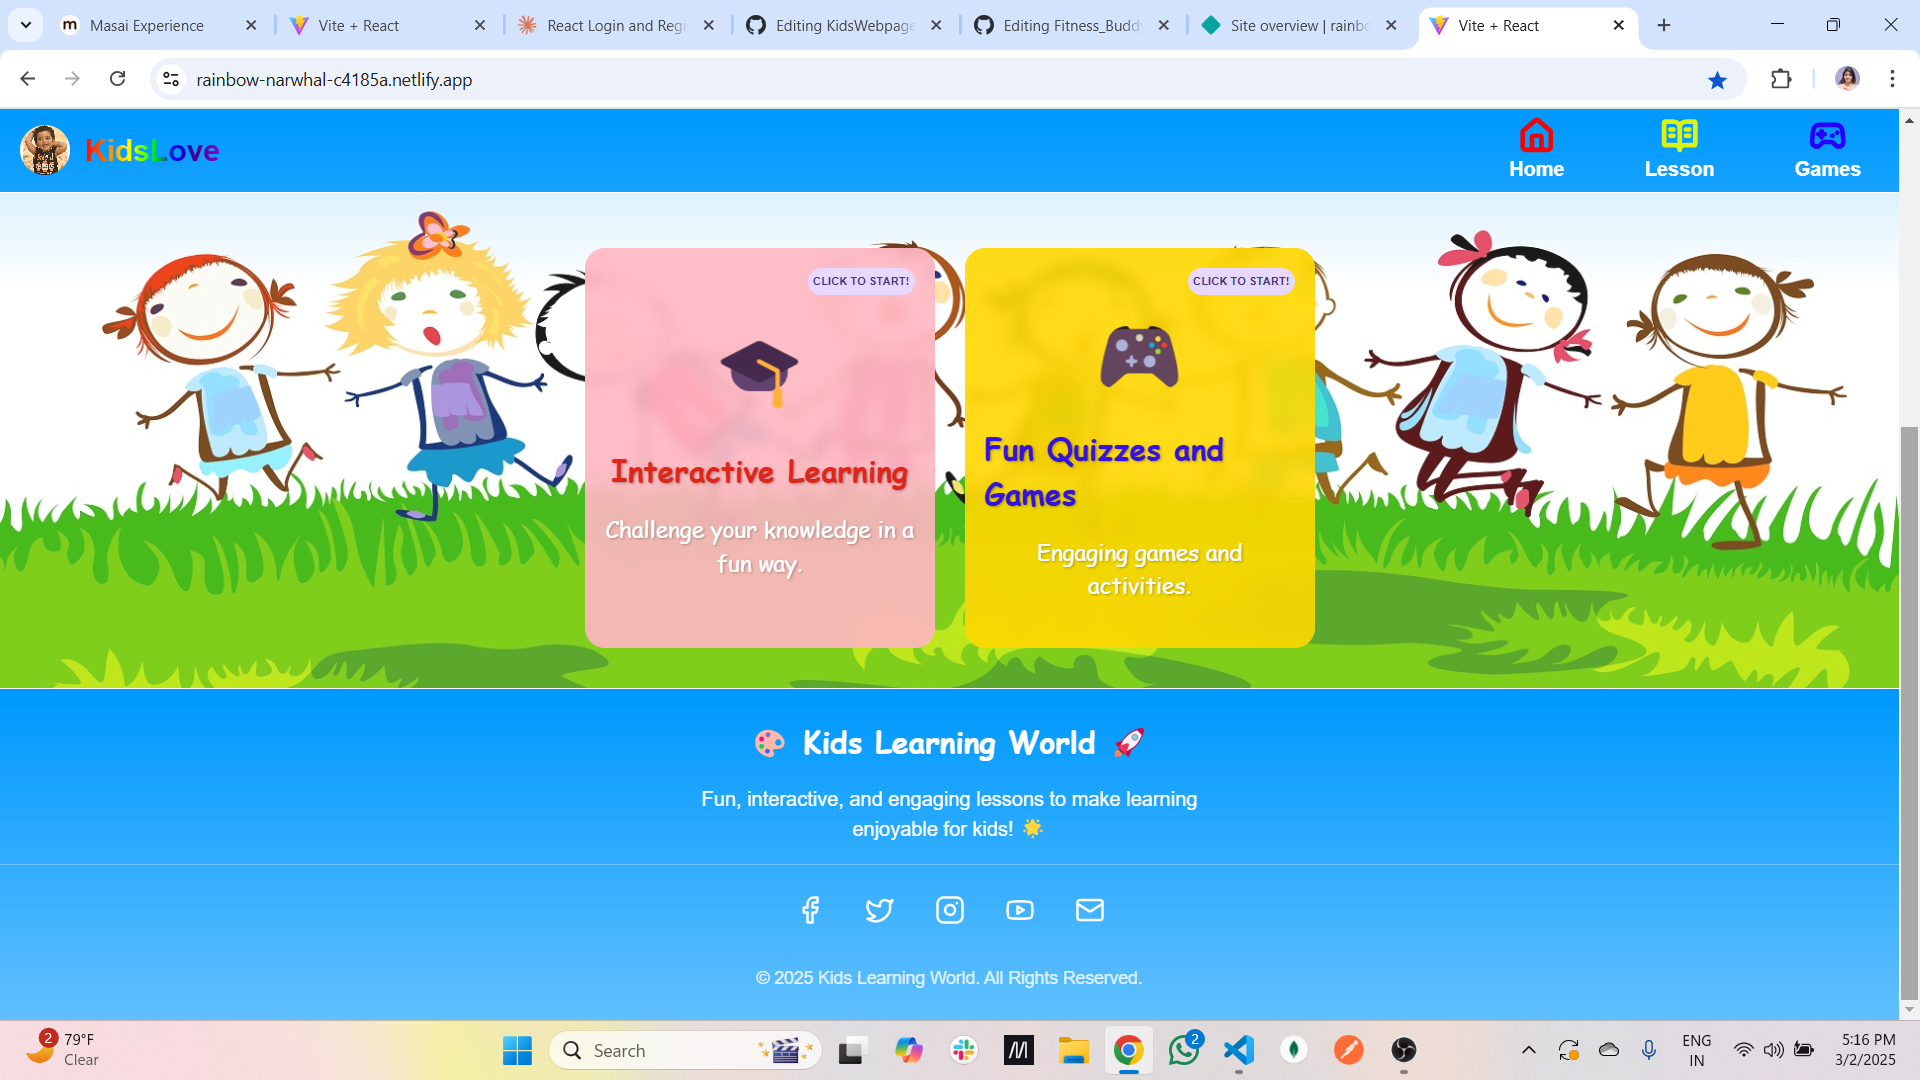 Masai Experience
Vite + React
React Login and Regi
Editing KidsWebpage
Editing Fitness_Buddy
Site overview | rainbo
Vite + React
rainbow-narwhal-c4185a.netlify.app
KidsLove
Home
Lesson
Games
CLICK TO START!
Interactive Learning
Challenge your knowledge in a
fun way.
CLICK TO START!
Fun Quizzes and
Games
Engaging games and
activities.
Kids Learning World
Fun, interactive, and engaging lessons to make learning
enjoyable for kids!
© 2025 Kids Learning World. All Rights Reserved.
2
79°F
Clear
Search
2
ENG
IN
5:16 PM
3/2/2025